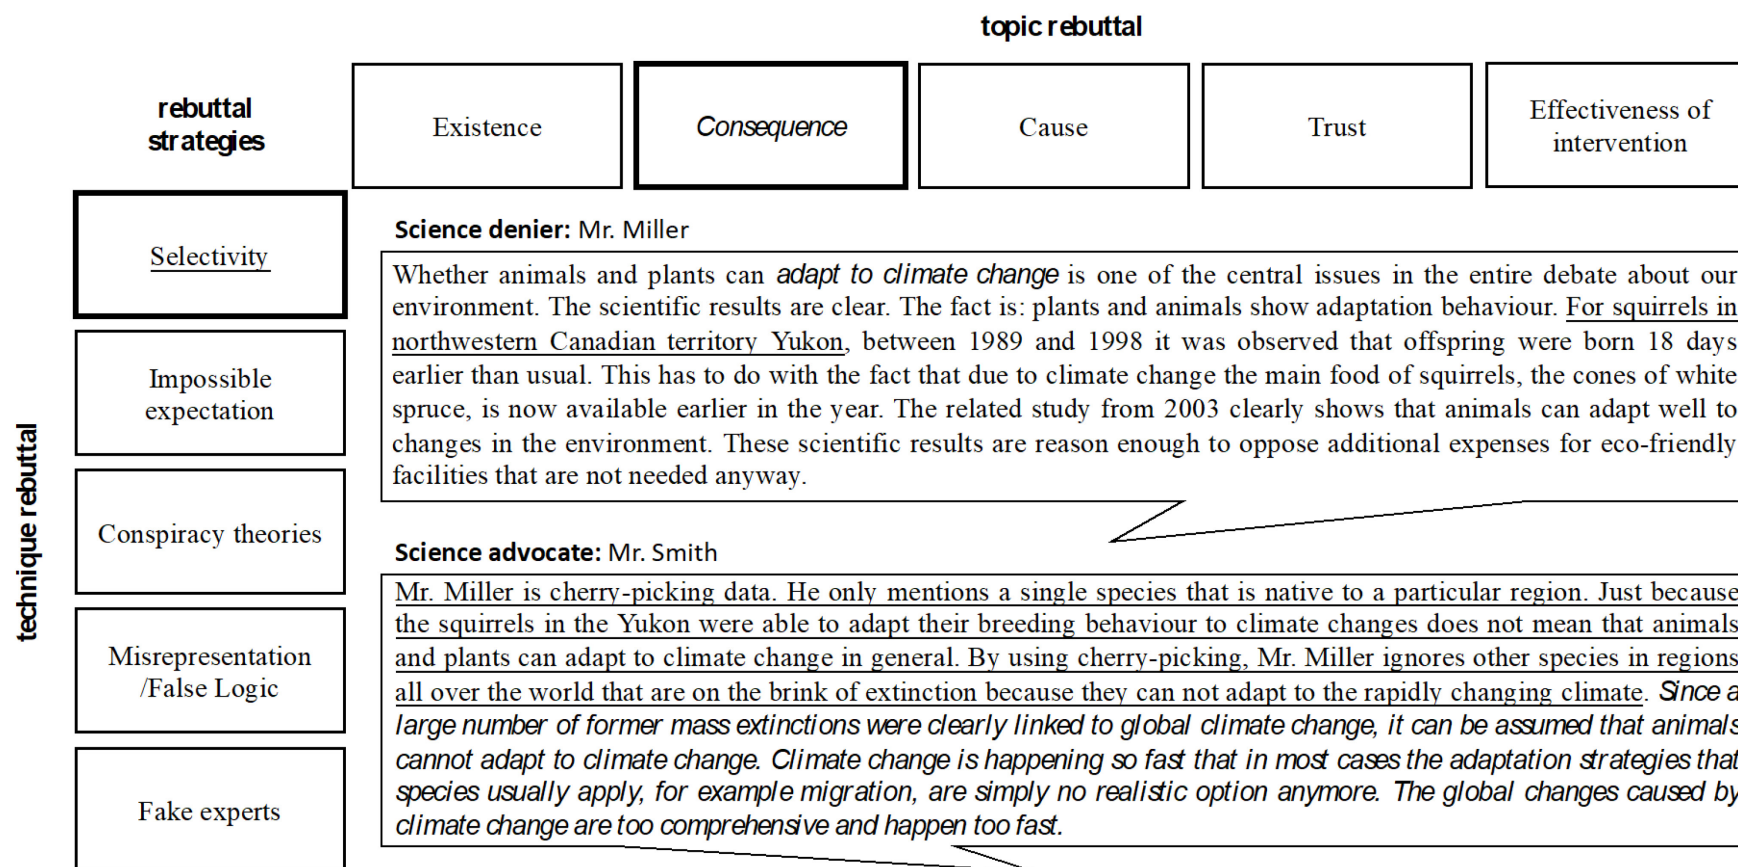 topic rebuttal
rebuttal
strategies
Existence
Consequence
Cause
Trust
Effectiveness of
intervention
technique rebuttal
Selectivity
Impossible
expectation
Conspiracy theories
Misrepresentation
/False Logic
Fake experts
Science denier: Mr. Miller
Whether animals and plants can adapt to climate change is one of the central issues in the entire debate about our
environment. The scientific results are clear. The fact is: plants and animals show adaptation behaviour. For squirrels in
northwestern Canadian territory Yukon, between 1989 and 1998 it was observed that offspring were born 18 days
earlier than usual. This has to do with the fact that due to climate change the main food of squirrels, the cones of white
spruce, is now available earlier in the year. The related study from 2003 clearly shows that animals can adapt well to
changes in the environment. These scientific results are reason enough to oppose additional expenses for eco-friendly
facilities that are not needed anyway.
Science advocate: Mr. Smith
Mr. Miller is cherry-picking data. He only mentions a single species that is native to a particular region. Just because
the squirrels in the Yukon were able to adapt their breeding behaviour to climate changes does not mean that animals
and plants can adapt to climate change in general. By using cherry-picking, Mr. Miller ignores other species in regions
all over the world that are on the brink of extinction because they can not adapt to the rapidly changing climate. Since a
large number of former mass extinctions were clearly linked to global climate change, it can be assumed that animals
cannot adapt to climate change. Climate change is happening so fast that in most cases the adaptation strategies that
species usually apply, for example migration, are simply no realistic option anymore. The global changes caused by
climate change are too comprehensive and happen too fast.